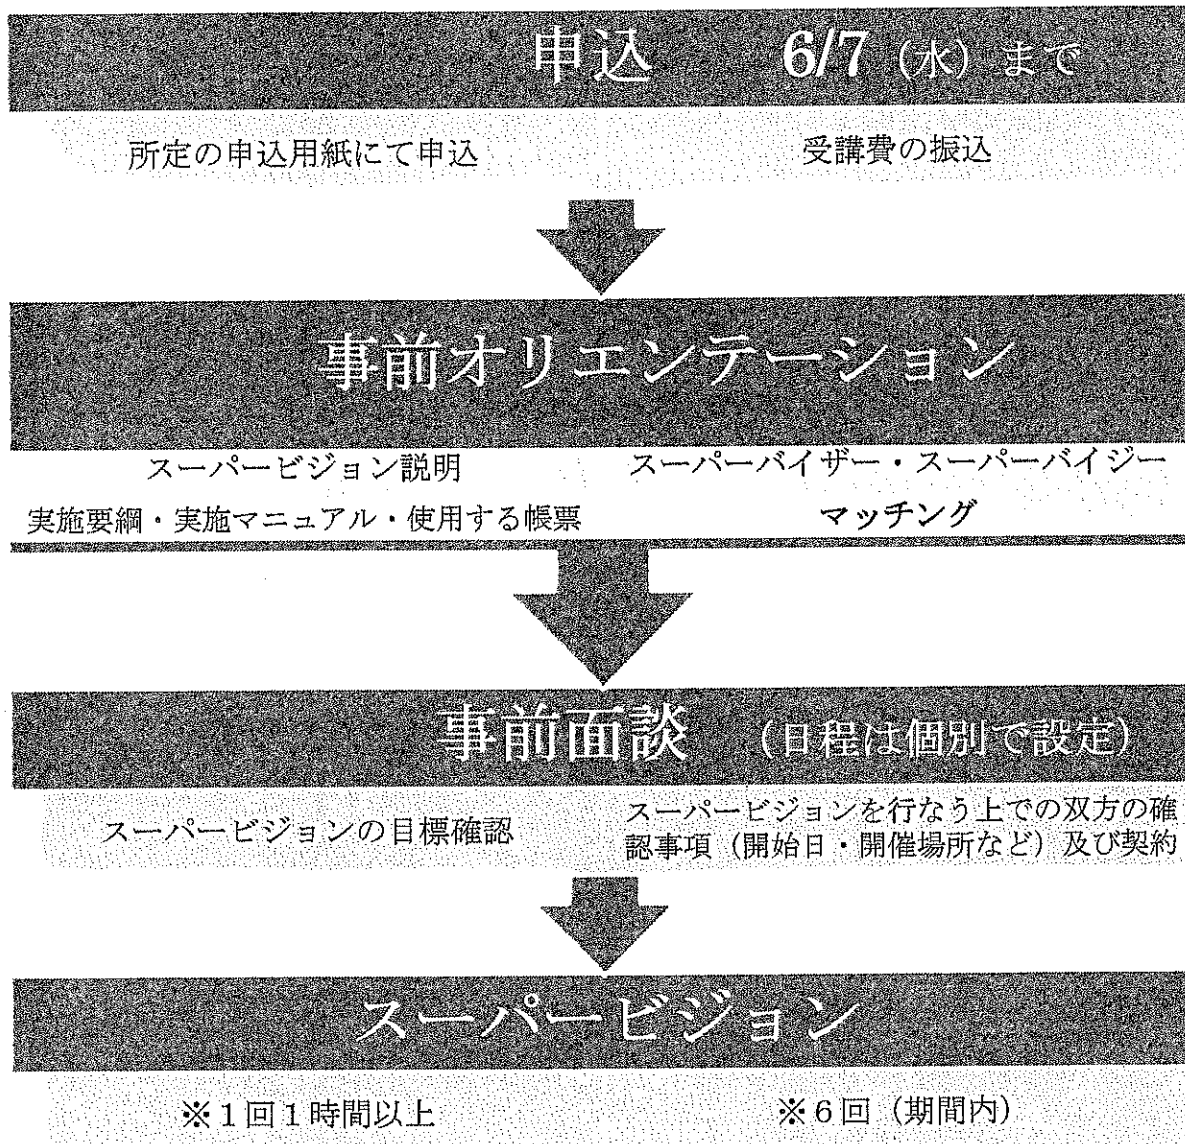 申込 6/7（水）まで
所定の申込用紙にて申込 受講費の振込
事前オリエンテーション
スーパービジョン説明 スーパーバイザー・スーパーバイジー
実施要綱・実施マニュアル・使用する帳票 マッチング
事前面談 （日程は個別で設定）
スーパービジョンの目標確認
スーパービジョンを行なう上での双方の確
認事項（開始日・開催場所など）及び契約
スーパービジョン
※１回１時間以上 ※６回（期間内）